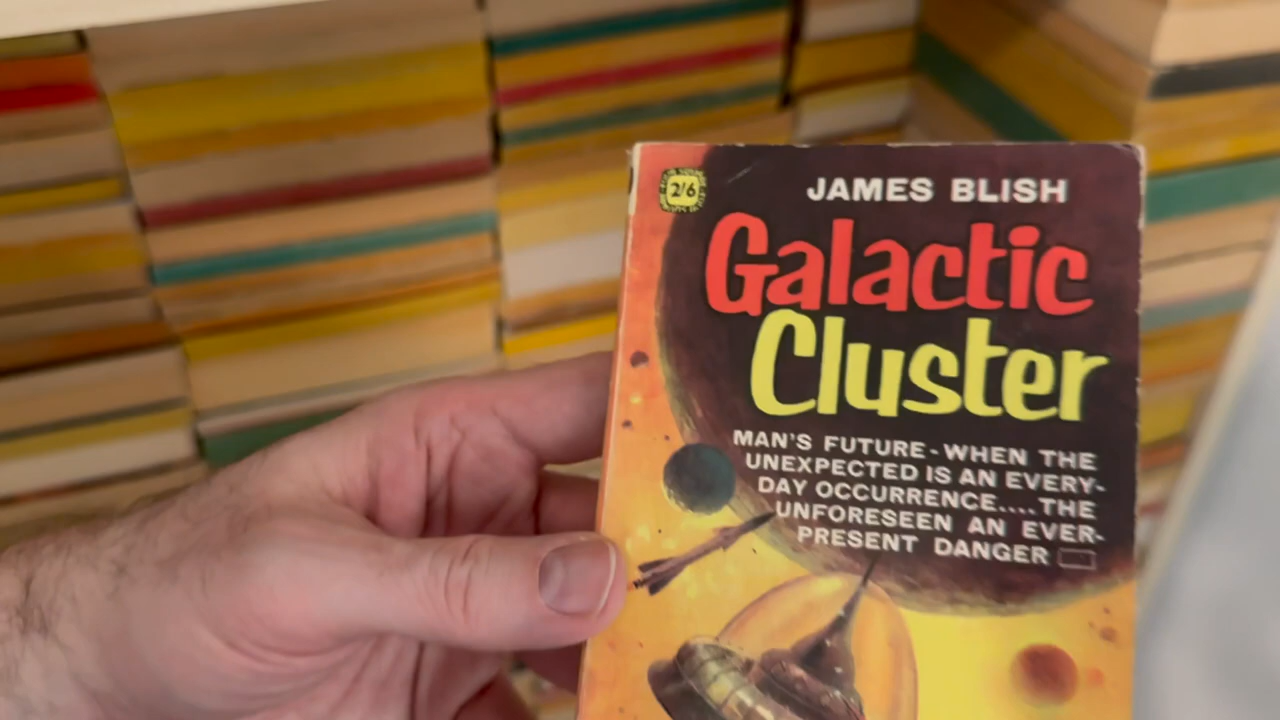 2/6
JAMES BLISH
Galactic
Cluster
MAN'S FUTURE-WHEN THE
UNEXPECTED IS AN EVERY-
DAY OCCURRENCE....THE
UNFORESEEN AN EVER-
PRESENT DANGER